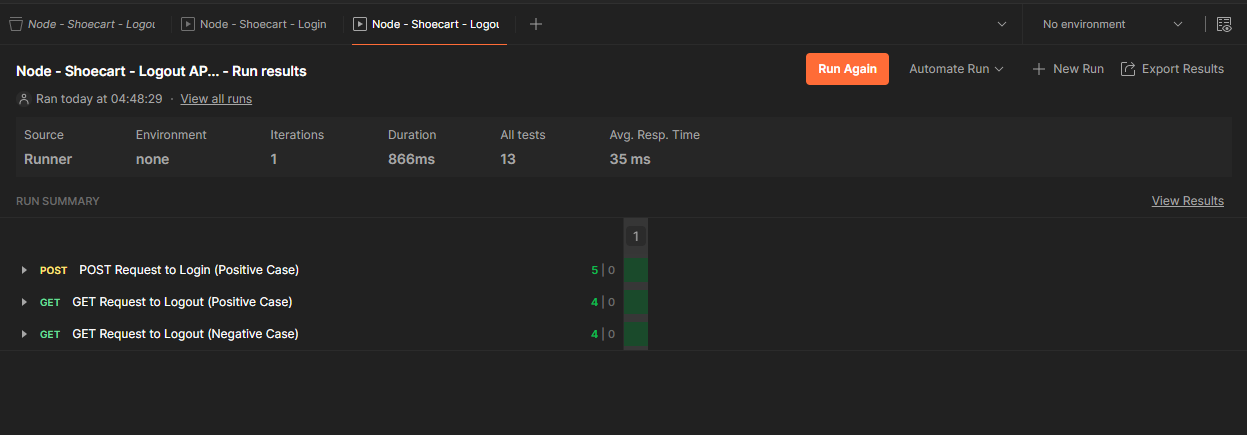 Node - Shoecart - Logou
Node - Shoecart - Login
Node - Shoecart - Logou
No environment
Node - Shoecart - Logout AP... - Run results
Run Again
Automate Run
New Run
Export Results
Ran today at 04:48:29 · View all runs
Source Environment Iterations Duration All tests Avg. Resp. Time
Runner none 1 866ms 13 35 ms
RUN SUMMARY
View Results
1
POST POST Request to Login (Positive Case) 5 | 0
GET GET Request to Logout (Positive Case) 4 | 0
GET GET Request to Logout (Negative Case) 4 | 0